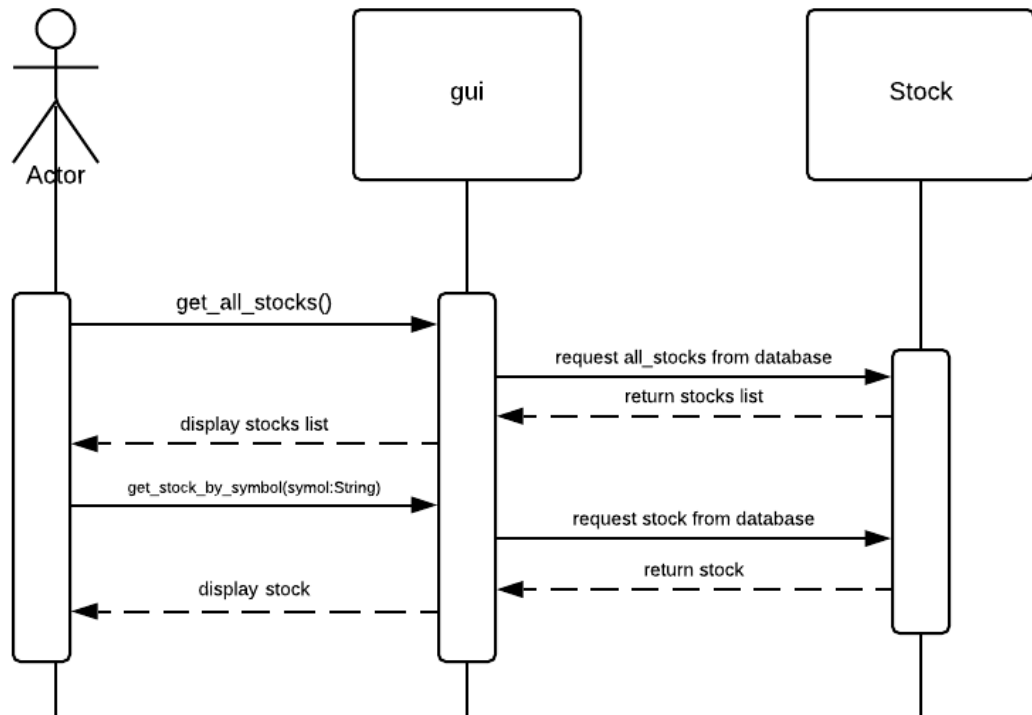 Actor
gui
Stock
get_all_stocks()
request all_stocks from database
return stocks list
display stocks list
get_stock_by_symbol(symol:String)
request stock from database
return stock
display stock